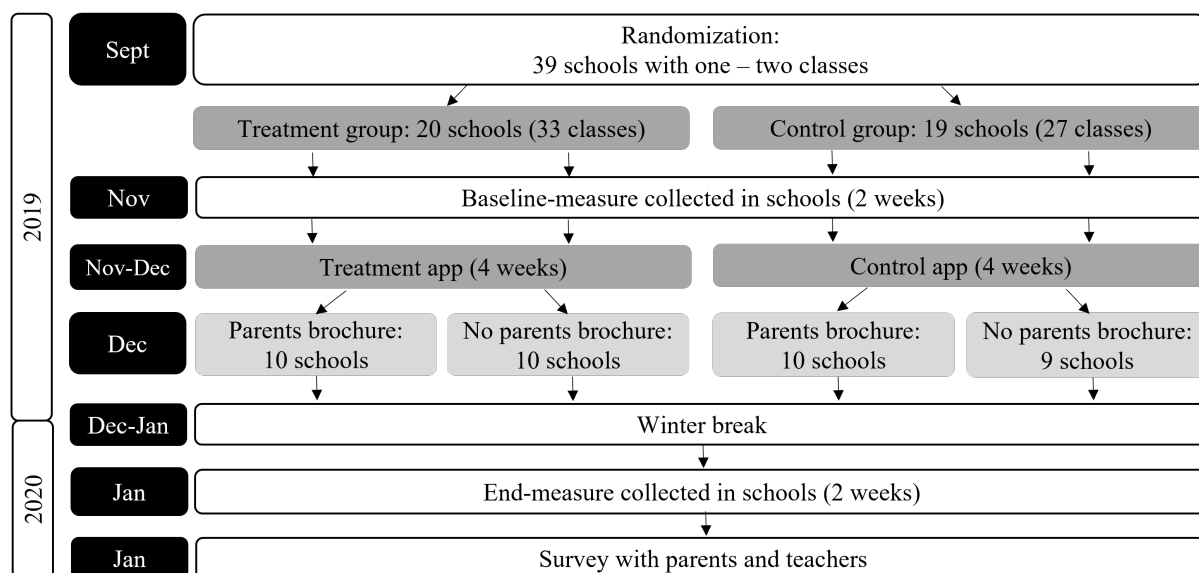 2019
Sept
Randomization:
39 schools with one – two classes
Treatment group: 20 schools (33 classes)
Control group: 19 schools (27 classes)
Nov
Baseline-measure collected in schools (2 weeks)
Nov-Dec
Treatment app (4 weeks)
Control app (4 weeks)
Dec
Parents brochure:
10 schools
No parents brochure:
10 schools
Parents brochure:
10 schools
No parents brochure:
9 schools
2020
Dec-Jan
Winter break
Jan
End-measure collected in schools (2 weeks)
Jan
Survey with parents and teachers